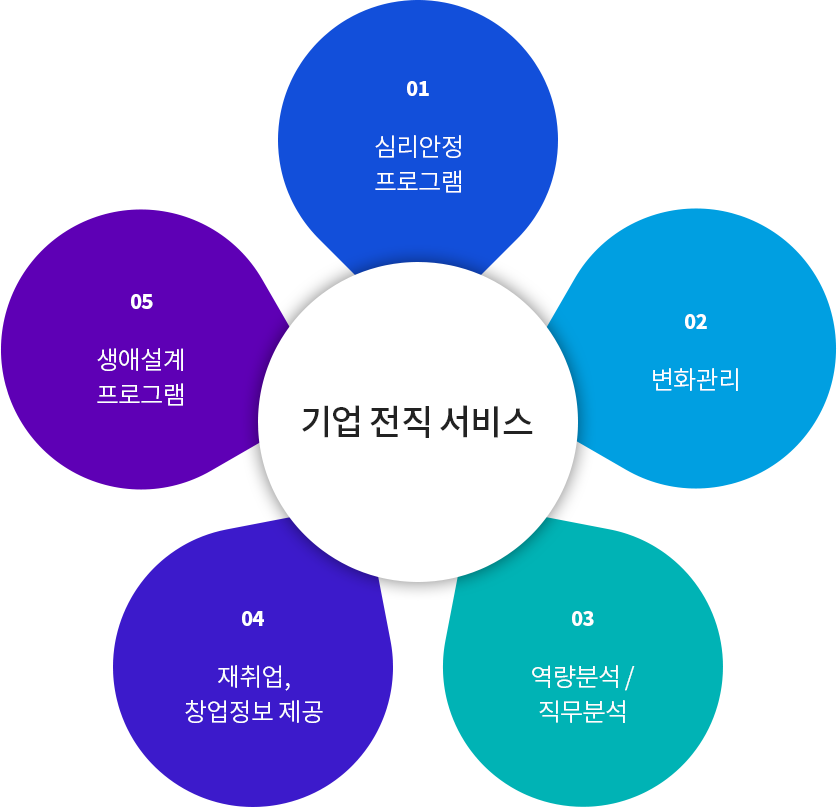 01
심리안정
프로그램
02
변화관리
03
역량분석 /
직무분석
04
재취업,
창업정보 제공
05
생애설계
프로그램
기업 전직 서비스